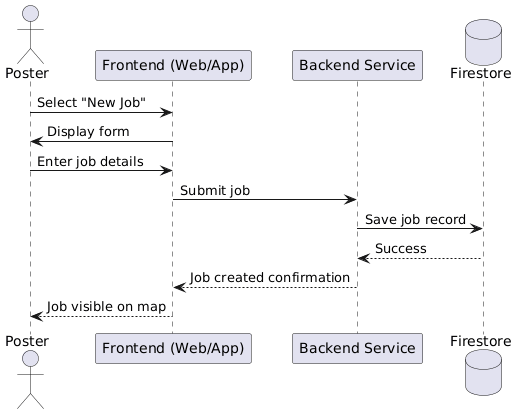 Poster
Frontend (Web/App)
Backend Service
Firestore
Select "New Job"
Display form
Enter job details
Submit job
Save job record
Success
Job created confirmation
Job visible on map
Poster
Frontend (Web/App)
Backend Service
Firestore